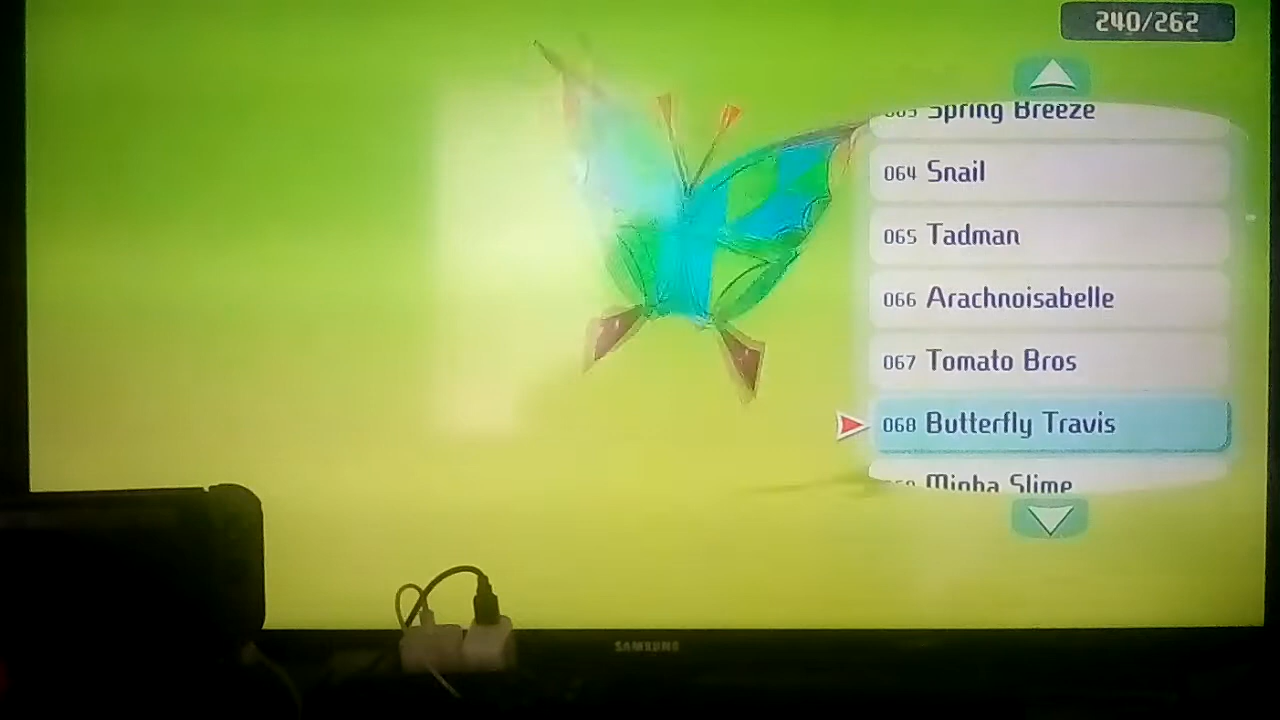 240/262
Spring Breeze
064 Snail
065 Tadman
066 Arachnoisabelle
067 Tomato Bros
068 Butterfly Travis
Minha Slime
SAMSUNG